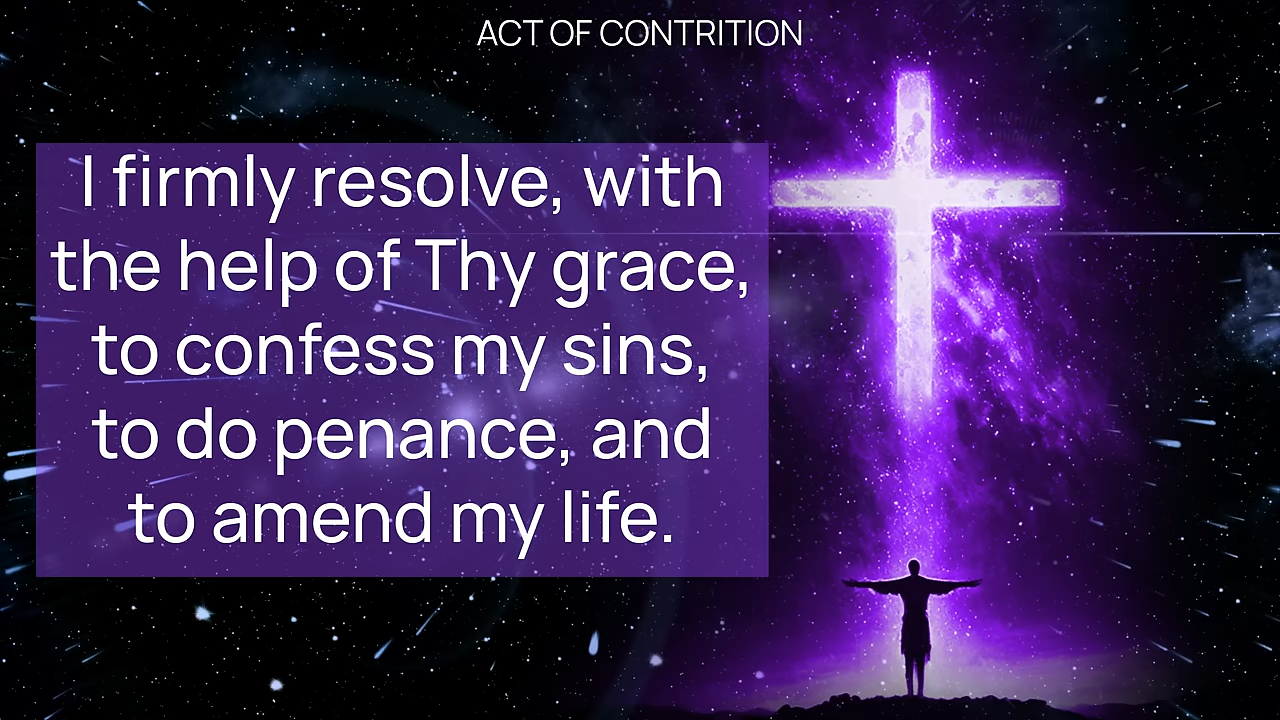 ACT OF CONTRITION
I firmly resolve, with
the help of Thy grace,
to confess my sins,
to do penance, and
to amend my life.